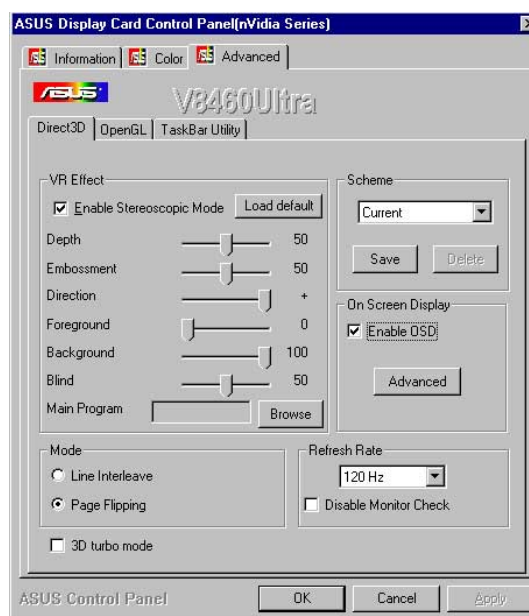 ASUS Display Card Control Panel(nVidia Series)
Information
Color
Advanced
ASUS
V8460Ultra
Direct3D
OpenGL
TaskBar Utility
VR Effect
Enable Stereoscopic Mode
Load default
Depth 50
Embossment 50
Direction +
Foreground 0
Background 100
Blind 50
Main Program
Browse
Scheme
Current
Save
Delete
On Screen Display
Enable OSD
Advanced
Mode
Line Interleave
Page Flipping
Refresh Rate
120 Hz
Disable Monitor Check
3D turbo mode
ASUS Control Panel
OK
Cancel
Apply